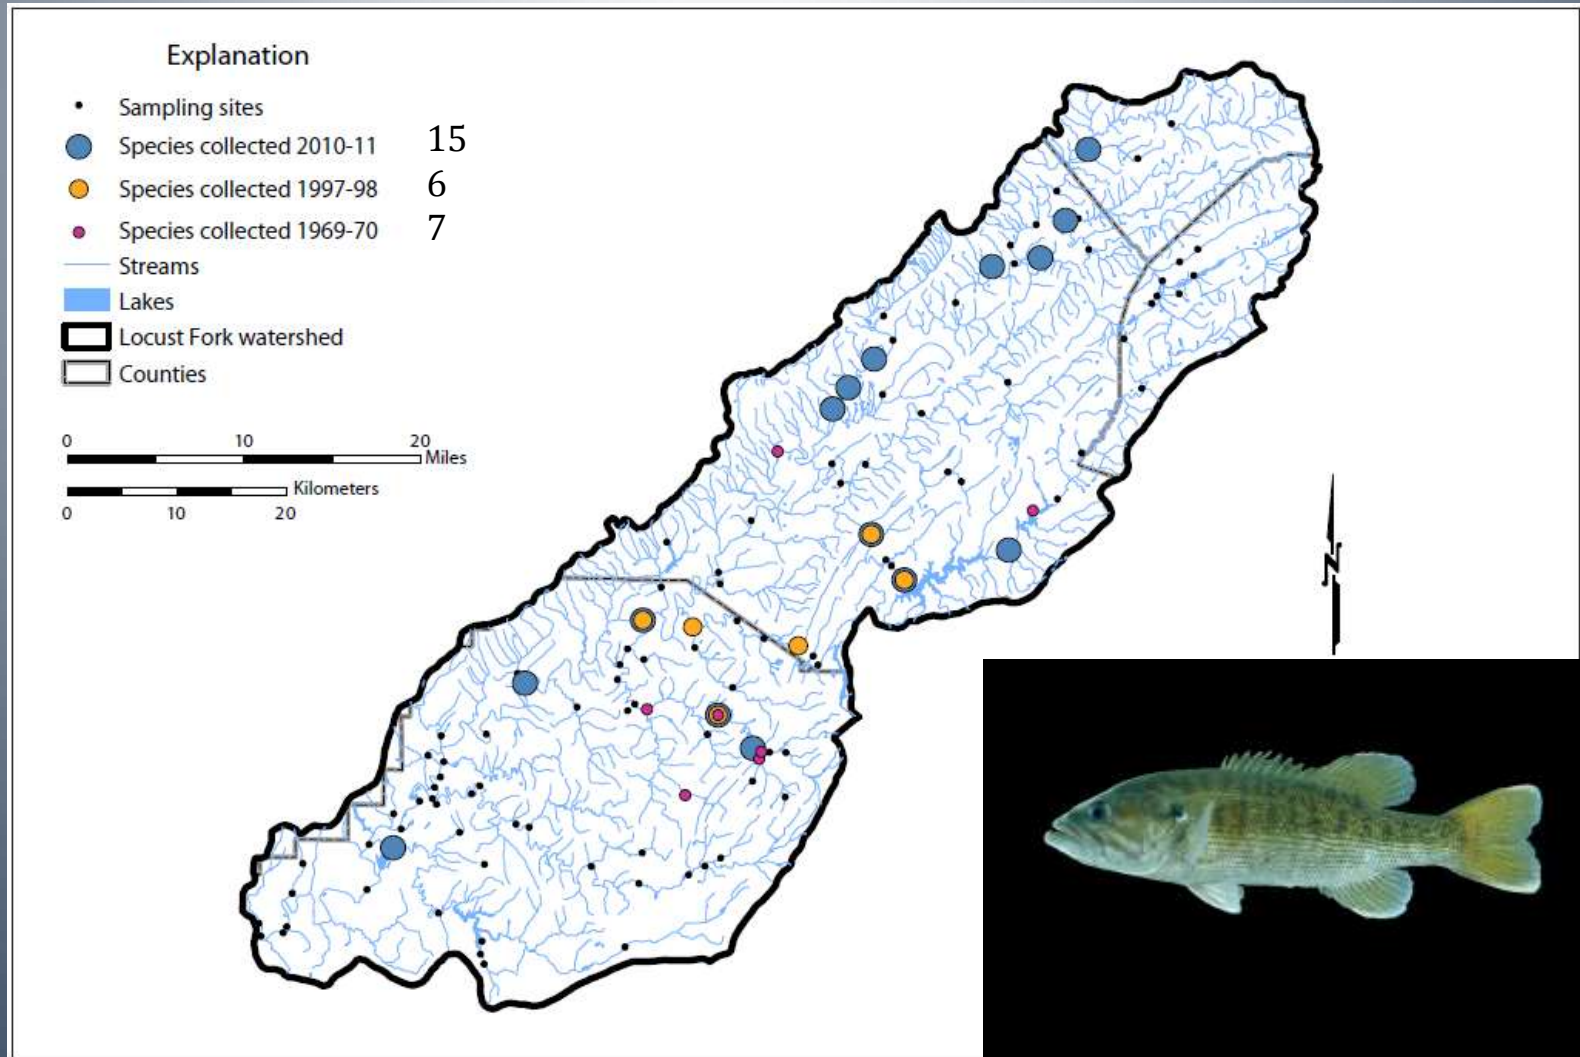 Explanation
Sampling sites
Species collected 2010-11 15
Species collected 1997-98 6
Species collected 1969-70 7
Streams
Lakes
Locust Fork watershed
Counties
0 10 20
Miles
Kilometers
0 10 20
N